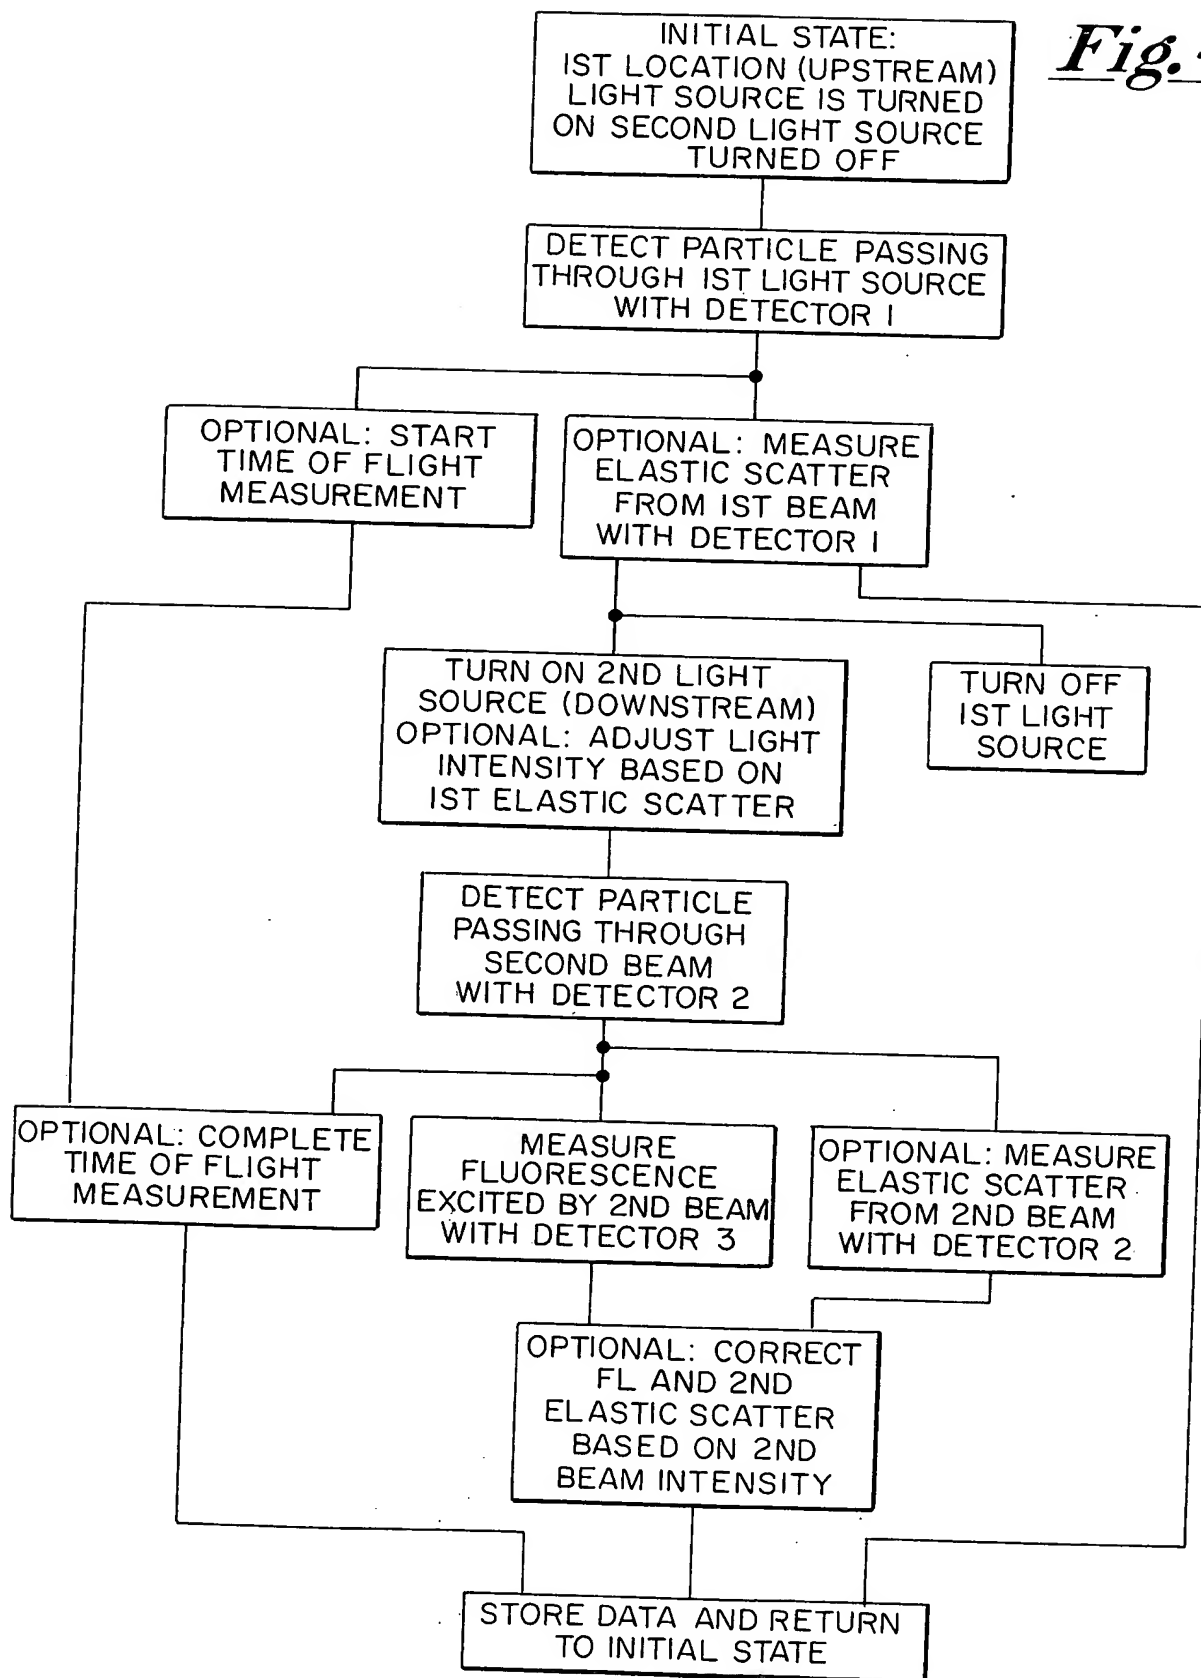 Fig.
INITIAL STATE:
IST LOCATION (UPSTREAM)
LIGHT SOURCE IS TURNED
ON SECOND LIGHT SOURCE
TURNED OFF
DETECT PARTICLE PASSING
THROUGH IST LIGHT SOURCE
WITH DETECTOR I
OPTIONAL: START
TIME OF FLIGHT
MEASUREMENT
OPTIONAL: MEASURE
ELASTIC SCATTER
FROM IST BEAM
WITH DETECTOR I
TURN ON 2ND LIGHT
SOURCE (DOWNSTREAM)
OPTIONAL: ADJUST LIGHT
INTENSITY BASED ON
IST ELASTIC SCATTER
TURN OFF
IST LIGHT
SOURCE
DETECT PARTICLE
PASSING THROUGH
SECOND BEAM
WITH DETECTOR 2
OPTIONAL: COMPLETE
TIME OF FLIGHT
MEASUREMENT
MEASURE
FLUORESCENCE
EXCITED BY 2ND BEAM
WITH DETECTOR 3
OPTIONAL: MEASURE
ELASTIC SCATTER
FROM 2ND BEAM
WITH DETECTOR 2
OPTIONAL: CORRECT
FL AND 2ND
ELASTIC SCATTER
BASED ON 2ND
BEAM INTENSITY
STORE DATA AND RETURN
TO INITIAL STATE